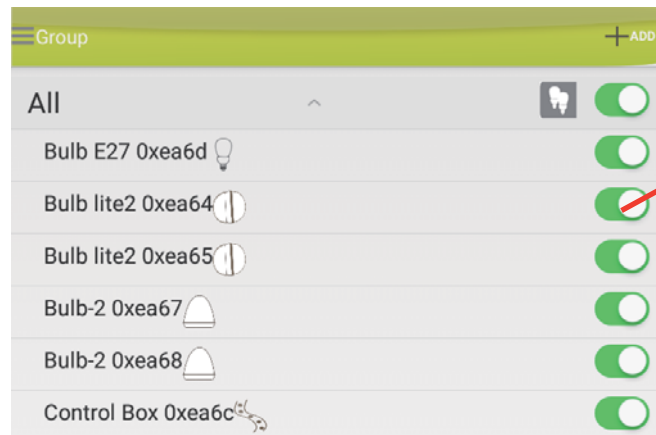 Group
ADD
All
Bulb E27 0xea6d
Bulb lite2 0xea64
Bulb lite2 0xea65
Bulb-2 0xea67
Bulb-2 0xea68
Control Box 0xea6c